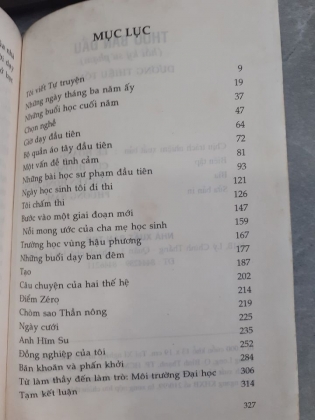 MỤC LỤC
Tôi viết Tự truyện 9
Những ngày tháng ba năm ấy 19
Những buổi học cuối năm 37
Chọn nghề 47
Giờ dạy đầu tiên 64
Bộ quần áo tây đầu tiên 72
Một vấn đề tình cảm 81
Những bài học sư phạm đầu tiên 93
Ngày học sinh tôi đi thi 121
Tôi chấm thi 126
Bước vào một giai đoạn mới 147
Nỗi mong ước của cha mẹ học sinh 159
Trường học vùng hậu phương 167
Những buổi dạy ban đêm 177
Tạo 187
Câu chuyện của hai thế hệ 202
Điểm Zéro 214
Chòm sao Thần nông 219
Ngày cưới 225
Anh Him Su 235
Đồng nghiệp của tôi 252
Băn khoăn và phấn khởi 284
Từ làm thầy đến làm trò: Môi trường Đại học 306
Tạm kết luận 314
327